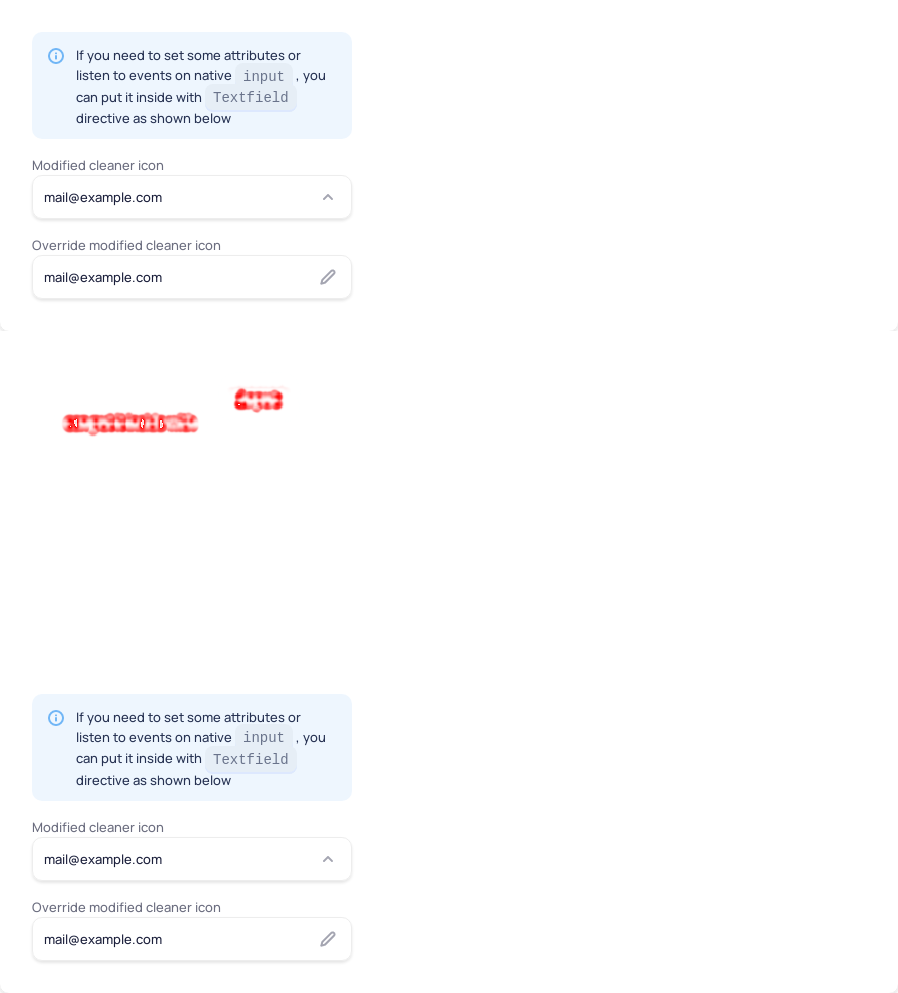 If you need to set some attributes or
listen to events on native input , you
can put it inside with Textfield
directive as shown below
Modified cleaner icon
mail@example.com
Override modified cleaner icon
mail@example.com
If you need to set some attributes or
listen to events on native input , you
can put it inside with Textfield
directive as shown below
Modified cleaner icon
mail@example.com
Override modified cleaner icon
mail@example.com